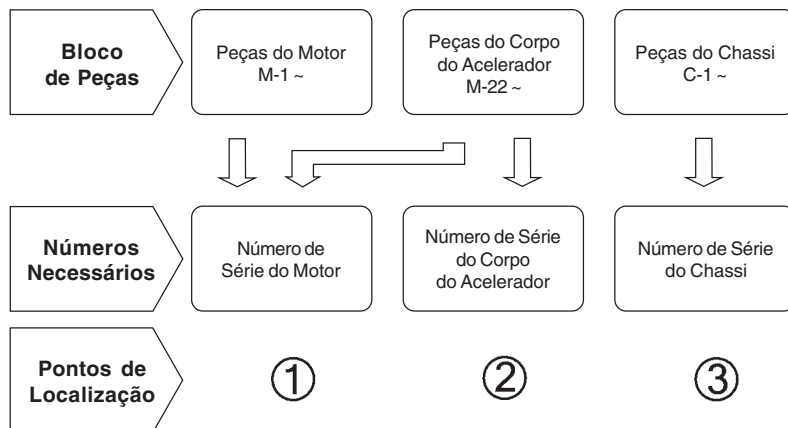 Bloco
de Peças
Peças do Motor
M-1 ~
Peças do Corpo
do Acelerador
M-22 ~
Peças do Chassi
C-1 ~
Números
Necessários
Número de
Série do Motor
Número de Série
do Corpo
do Acelerador
Número de Série
do Chassi
Pontos de
Localização
①
②
③